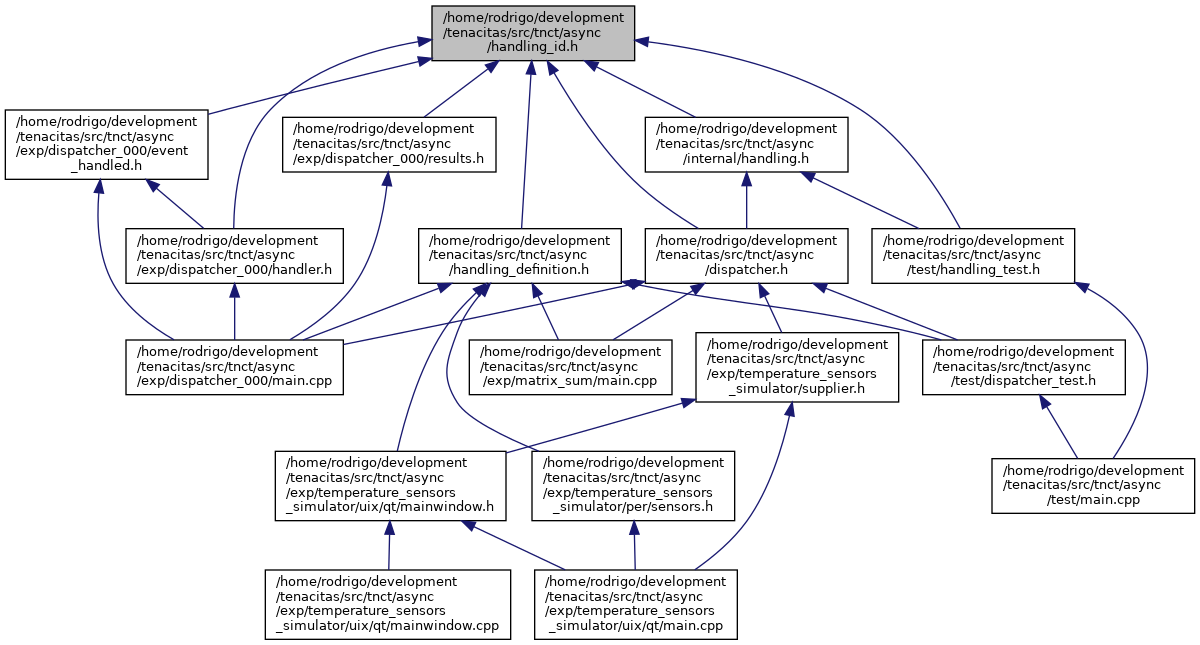 /home/rodrigo/development
/tenacitas/src/tnct/async
/handling_id.h
/home/rodrigo/development
/tenacitas/src/tnct/async
/exp/dispatcher_000/event
_handled.h
/home/rodrigo/development
/tenacitas/src/tnct/async
/exp/dispatcher_000/results.h
/home/rodrigo/development
/tenacitas/src/tnct/async
/internal/handling.h
/home/rodrigo/development
/tenacitas/src/tnct/async
/exp/dispatcher_000/handler.h
/home/rodrigo/development
/tenacitas/src/tnct/async
/handling_definition.h
/home/rodrigo/development
/tenacitas/src/tnct/async
/dispatcher.h
/home/rodrigo/development
/tenacitas/src/tnct/async
/test/handling_test.h
/home/rodrigo/development
/tenacitas/src/tnct/async
/exp/dispatcher_000/main.cpp
/home/rodrigo/development
/tenacitas/src/tnct/async
/exp/matrix_sum/main.cpp
/home/rodrigo/development
/tenacitas/src/tnct/async
/exp/temperature_sensors
_simulator/supplier.h
/home/rodrigo/development
/tenacitas/src/tnct/async
/test/dispatcher_test.h
/home/rodrigo/development
/tenacitas/src/tnct/async
/exp/temperature_sensors
_simulator/uix/qt/mainwindow.h
/home/rodrigo/development
/tenacitas/src/tnct/async
/exp/temperature_sensors
_simulator/per/sensors.h
/home/rodrigo/development
/tenacitas/src/tnct/async
/test/main.cpp
/home/rodrigo/development
/tenacitas/src/tnct/async
/exp/temperature_sensors
_simulator/uix/qt/mainwindow.cpp
/home/rodrigo/development
/tenacitas/src/tnct/async
/exp/temperature_sensors
_simulator/uix/qt/main.cpp